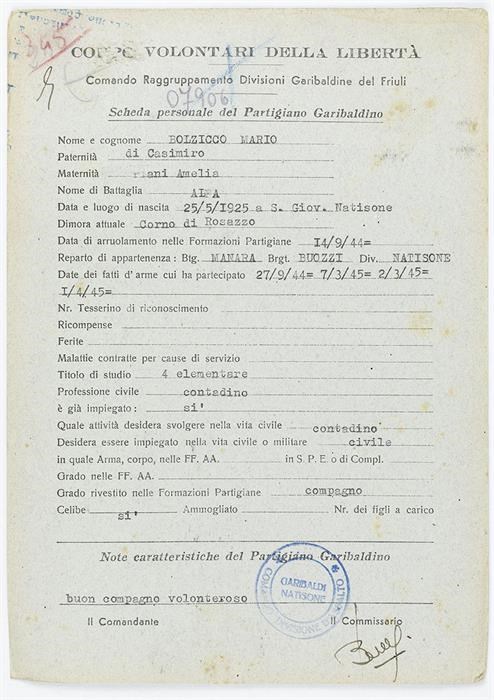 345
CORPO VOLONTARI DELLA LIBERTÀ
Comando Raggruppamento Divisioni Garibaldine del Friuli
07906
Scheda personale del Partigiano Garibaldino
Nome e cognome BOLZICCO MARIO
Paternità di Casimiro
Maternità iani Amelia
Nome di Battaglia ALPA
Data e luogo di nascita 25/5/1925 a S. Giov. Natisone
Dimora attuale Corno di Rosazzo
Data di arruolamento nelle Formazioni Partigiane 14/9/44=
Reparto di appartenenza: Btg. MANARA Brgt. BUOZZI Div. NATISONE
Date dei fatti d'arme cui ha partecipato 27/9/44= 7/3/45= 2/3/45=
1/4/45=
Nr. Tesserino di riconoscimento
Ricompense
Ferite
Malattie contratte per cause di servizio
Titolo di studio 4 elementare
Professione civile contadino
è già impiegato: si'
Quale attività desidera svolgere nella vita civile contadino
Desidera essere impiegato nella vita civile o militare civile
in quale Arma, corpo, nelle FF. AA. in S. P. E. o di Compl.
Grado nelle FF. AA.
Grado rivestito nelle Formazioni Partigiane compagno
Celibe si' Ammogliato Nr. dei figli a carico
Note caratteristiche del Partigiano Garibaldino
GARIBALDI
NATISONE
buon compagno volonteroso
Il Comandante Il Commissario